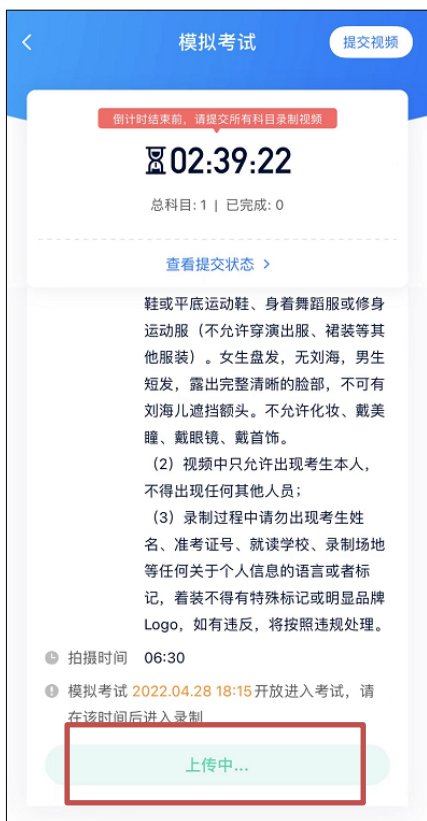 模拟考试
提交视频
倒计时结束前，请提交所有科目录制视频
02:39:22
总科目: 1 | 已完成: 0
查看提交状态 >
鞋或平底运动鞋、身着舞蹈服或修身
运动服（不允许穿演出服、裙装等其
他服装）。女生盘发，无刘海，男生
短发，露出完整清晰的脸部，不可有
刘海儿遮挡额头。不允许化妆、戴美
瞳、戴眼镜、戴首饰。
（2）视频中只允许出现考生本人，
不得出现任何其他人员；
（3）录制过程中请勿出现考生姓
名、准考证号、就读学校、录制场地
等任何关于个人信息的语言或者标
记，着装不得有特殊标记或明显品牌
Logo，如有违反，将按照违规处理。
拍摄时间 06:30
模拟考试 2022.04.28 18:15 开放进入考试，请
在该时间后进入录制
上传中...